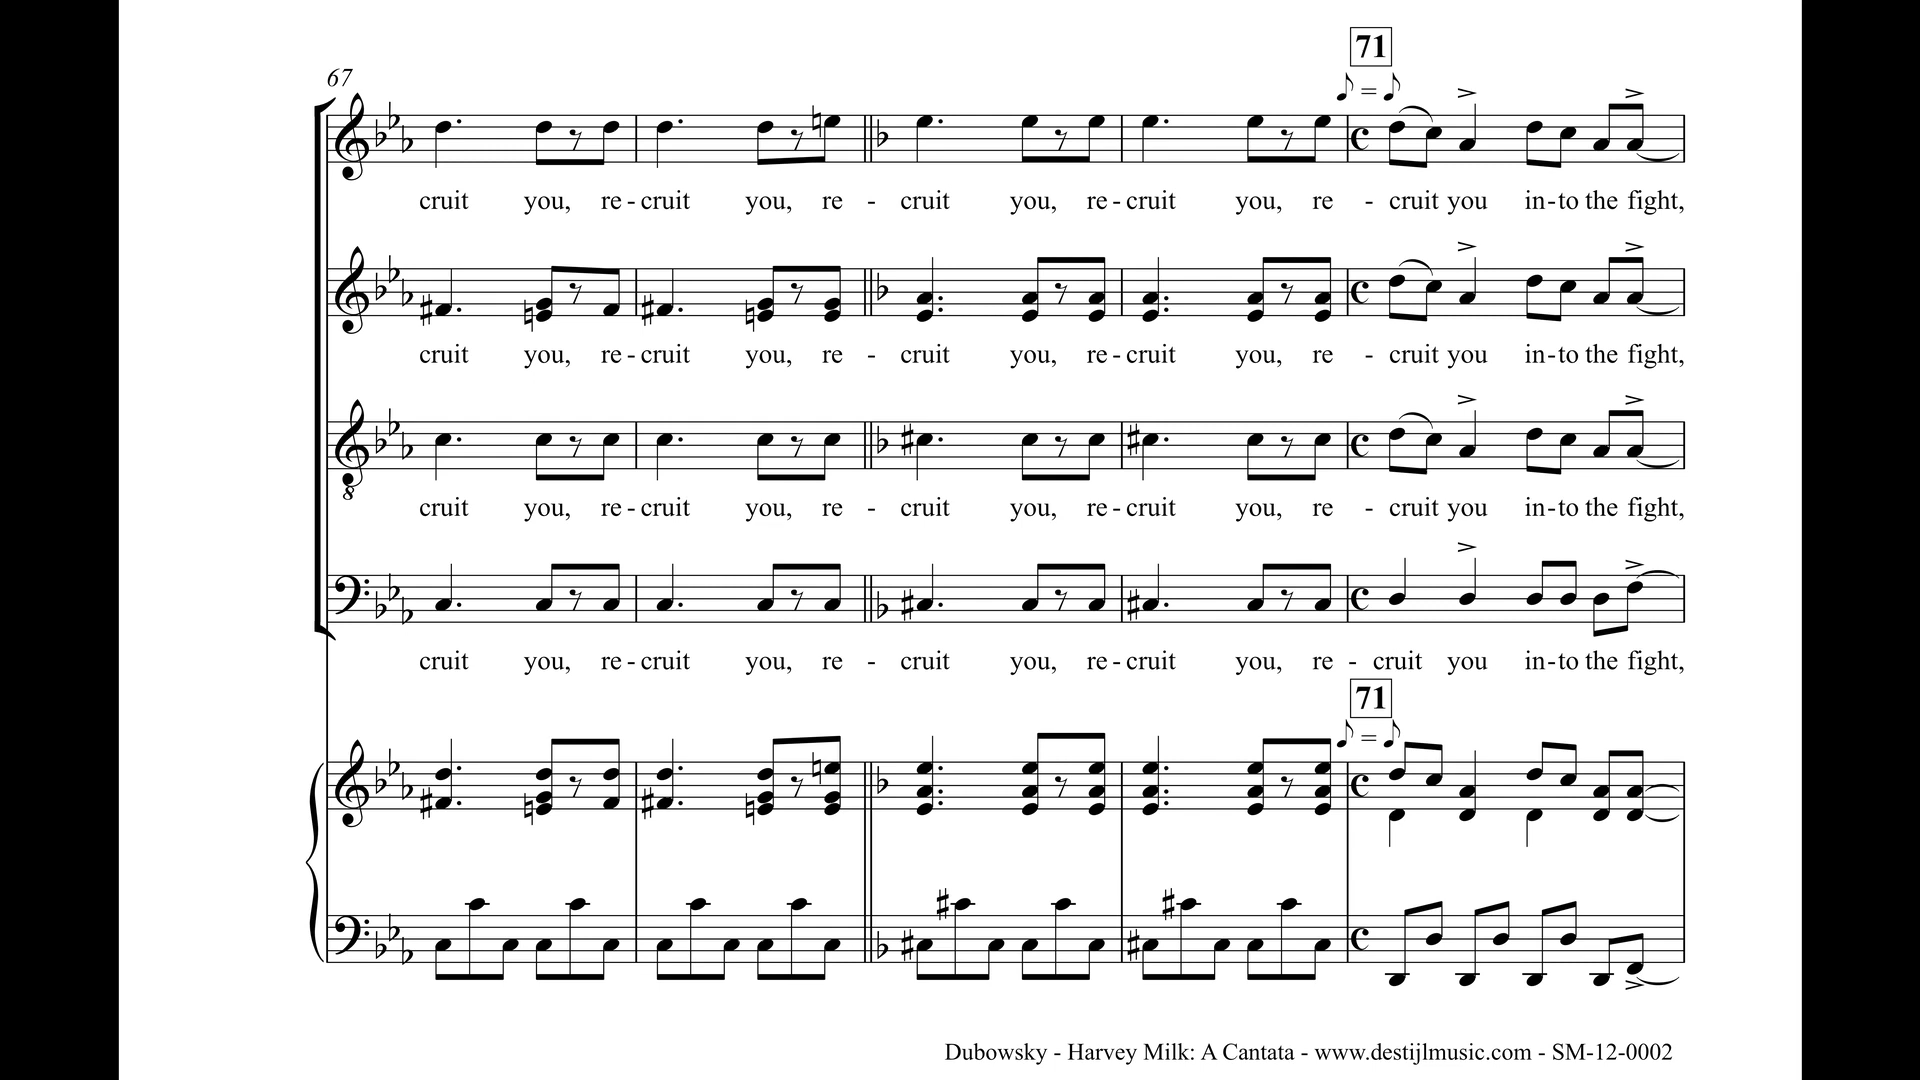 71
67
♪ = ♪
cruit you, re - cruit you, re - cruit you, re - cruit you, re - cruit you in - to the fight,
cruit you, re - cruit you, re - cruit you, re - cruit you, re - cruit you in - to the fight,
8
cruit you, re - cruit you, re - cruit you, re - cruit you, re - cruit you in - to the fight,
cruit you, re - cruit you, re - cruit you, re - cruit you, re - cruit you in - to the fight,
71
♪ = ♪
Dubowsky - Harvey Milk: A Cantata - www.destijlmusic.com - SM-12-0002